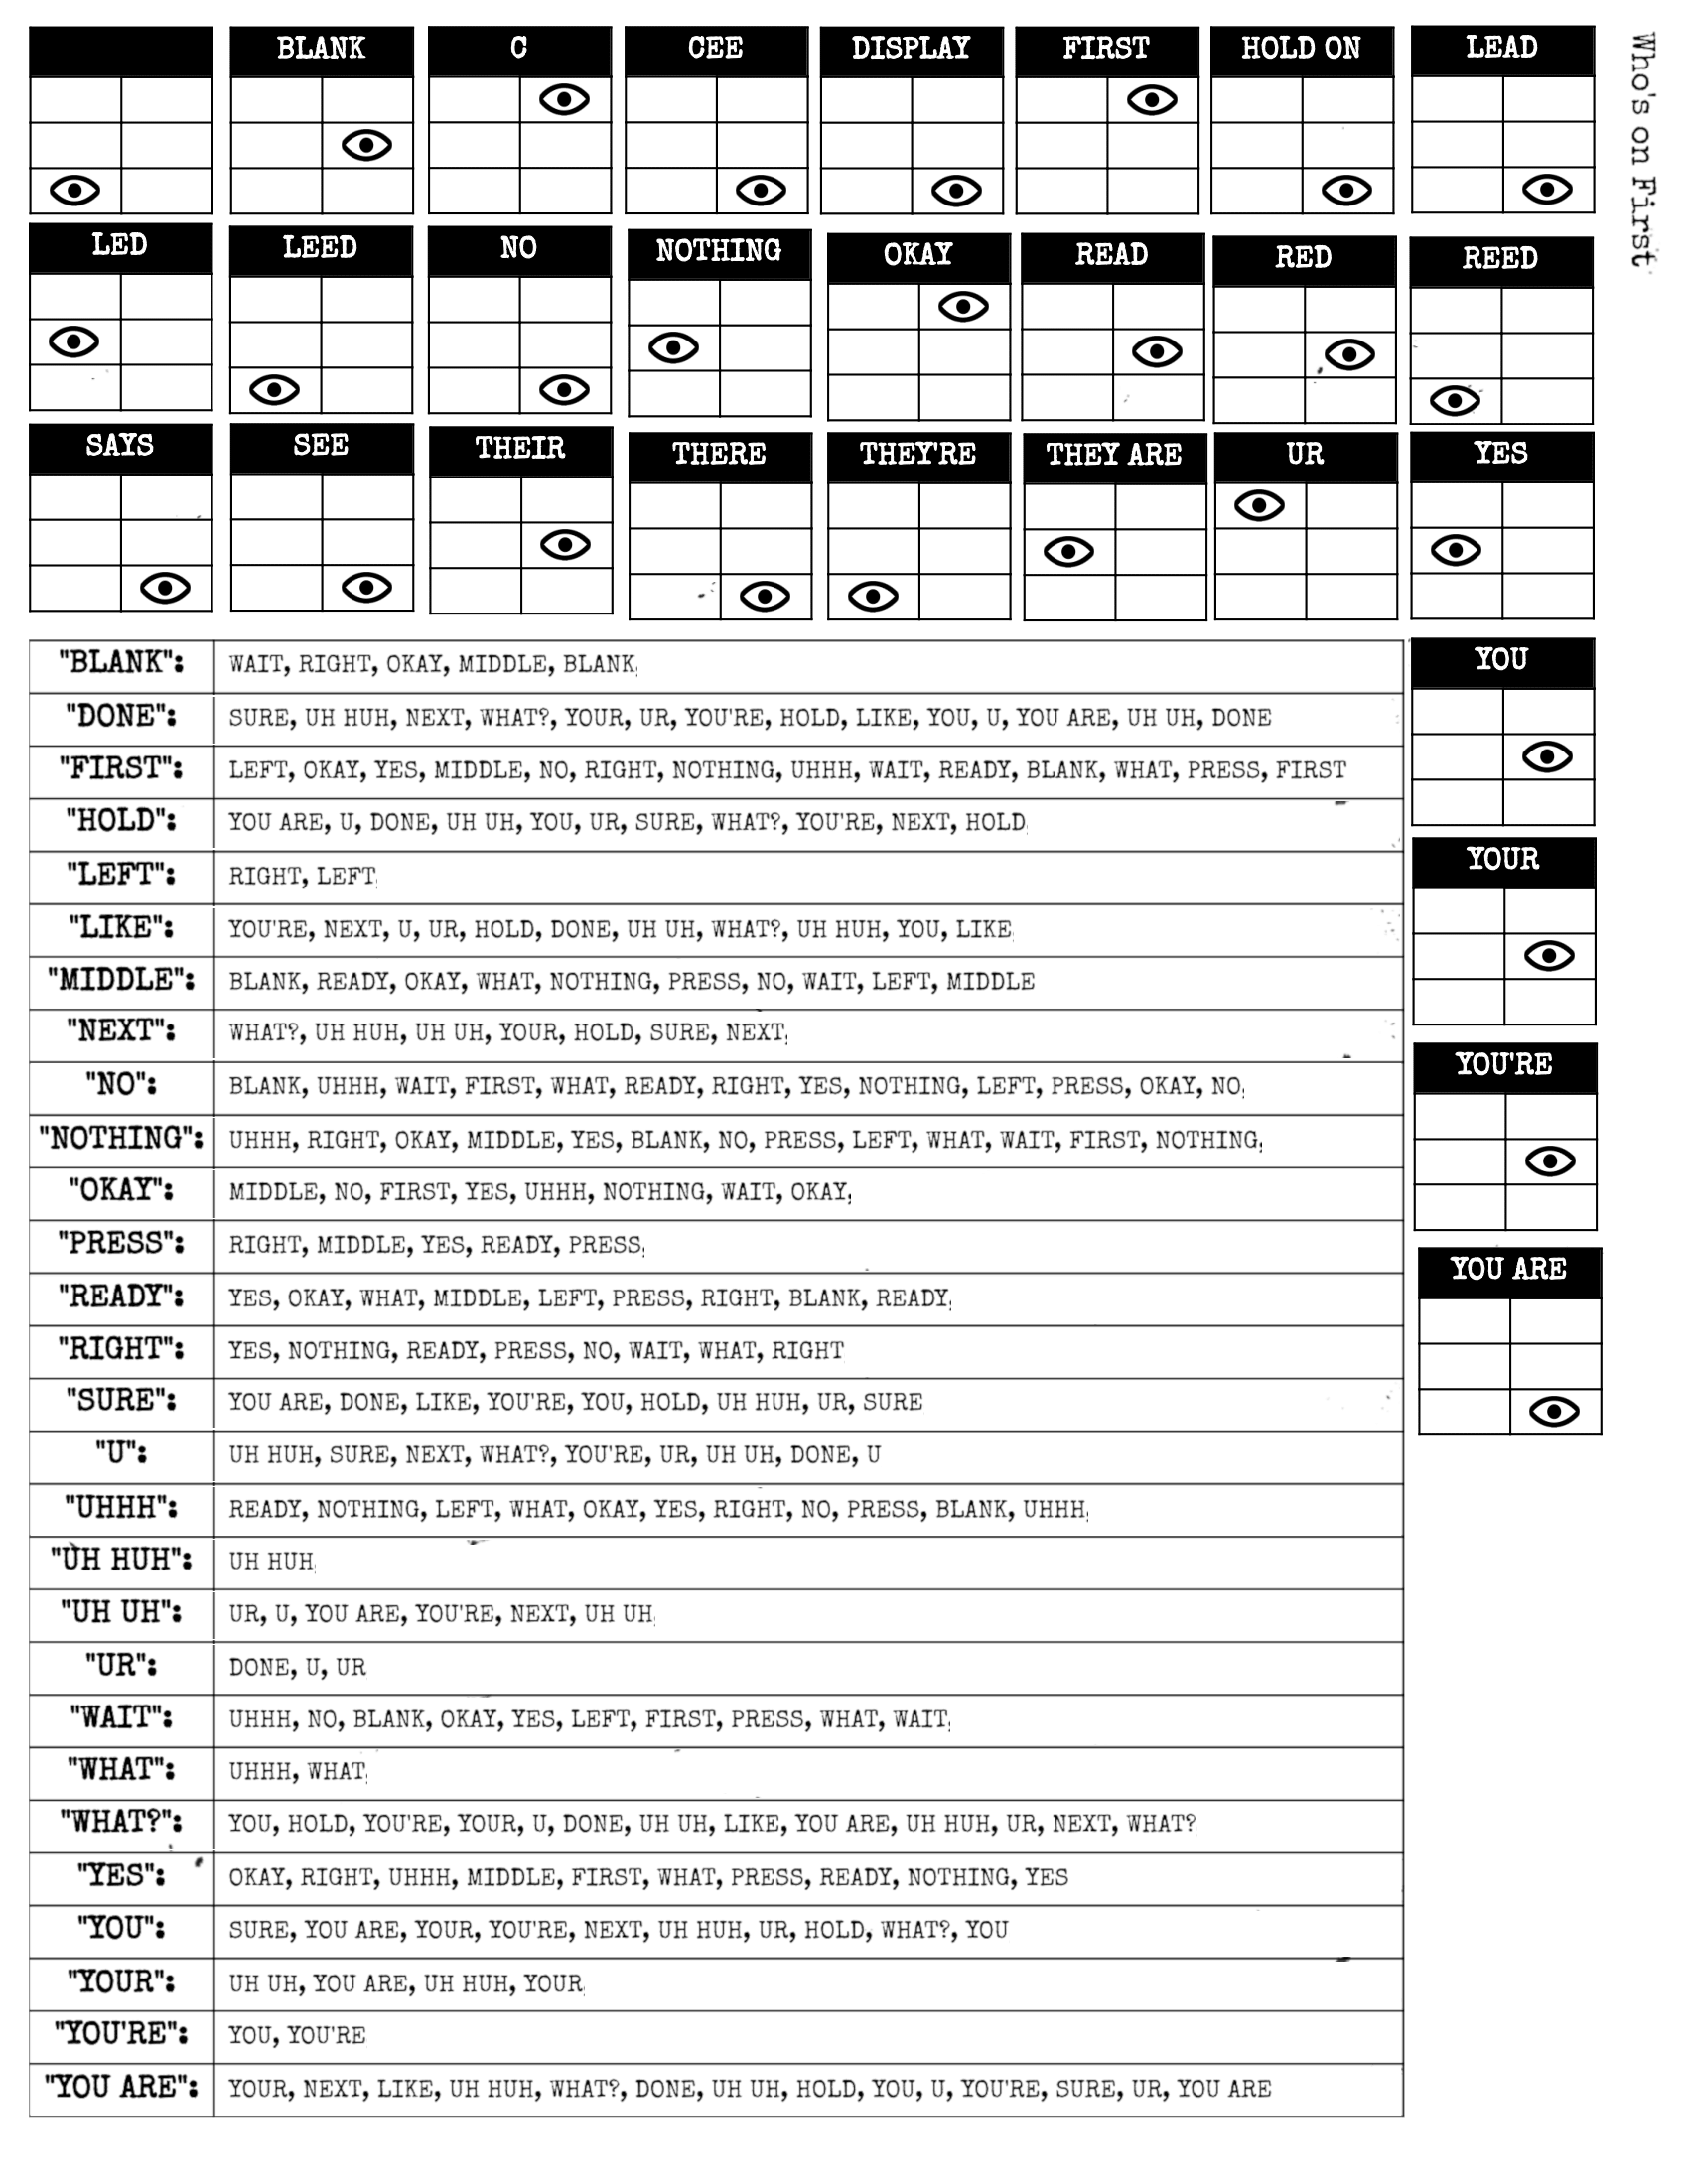 BLANK
C
CEE
DISPLAY
FIRST
HOLD ON
LEAD
Who's on First
LED
LEED
NO
NOTHING
OKAY
READ
RED
REED
SAYS
SEE
THEIR
THERE
THEY'RE
THEY ARE
UR
YES
"BLANK": WAIT, RIGHT, OKAY, MIDDLE, BLANK
"DONE": SURE, UH HUH, NEXT, WHAT?, YOUR, UR, YOU'RE, HOLD, LIKE, YOU, U, YOU ARE, UH UH, DONE
"FIRST": LEFT, OKAY, YES, MIDDLE, NO, RIGHT, NOTHING, UHHH, WAIT, READY, BLANK, WHAT, PRESS, FIRST
"HOLD": YOU ARE, U, DONE, UH UH, YOU, UR, SURE, WHAT?, YOU'RE, NEXT, HOLD
"LEFT": RIGHT, LEFT
"LIKE": YOU'RE, NEXT, U, UR, HOLD, DONE, UH UH, WHAT?, UH HUH, YOU, LIKE
"MIDDLE": BLANK, READY, OKAY, WHAT, NOTHING, PRESS, NO, WAIT, LEFT, MIDDLE
"NEXT": WHAT?, UH HUH, UH UH, YOUR, HOLD, SURE, NEXT
"NO": BLANK, UHHH, WAIT, FIRST, WHAT, READY, RIGHT, YES, NOTHING, LEFT, PRESS, OKAY, NO
"NOTHING": UHHH, RIGHT, OKAY, MIDDLE, YES, BLANK, NO, PRESS, LEFT, WHAT, WAIT, FIRST, NOTHING
"OKAY": MIDDLE, NO, FIRST, YES, UHHH, NOTHING, WAIT, OKAY
"PRESS": RIGHT, MIDDLE, YES, READY, PRESS
"READY": YES, OKAY, WHAT, MIDDLE, LEFT, PRESS, RIGHT, BLANK, READY
"RIGHT": YES, NOTHING, READY, PRESS, NO, WAIT, WHAT, RIGHT
"SURE": YOU ARE, DONE, LIKE, YOU'RE, YOU, HOLD, UH HUH, UR, SURE
"U": UH HUH, SURE, NEXT, WHAT?, YOU'RE, UR, UH UH, DONE, U
"UHHH": READY, NOTHING, LEFT, WHAT, OKAY, YES, RIGHT, NO, PRESS, BLANK, UHHH
"UH HUH": UH HUH
"UH UH": UR, U, YOU ARE, YOU'RE, NEXT, UH UH
"UR": DONE, U, UR
"WAIT": UHHH, NO, BLANK, OKAY, YES, LEFT, FIRST, PRESS, WHAT, WAIT
"WHAT": UHHH, WHAT
"WHAT?": YOU, HOLD, YOU'RE, YOUR, U, DONE, UH UH, LIKE, YOU ARE, UH HUH, UR, NEXT, WHAT?
"YES": OKAY, RIGHT, UHHH, MIDDLE, FIRST, WHAT, PRESS, READY, NOTHING, YES
"YOU": SURE, YOU ARE, YOUR, YOU'RE, NEXT, UH HUH, UR, HOLD, WHAT?, YOU
"YOUR": UH UH, YOU ARE, UH HUH, YOUR
"YOU'RE": YOU, YOU'RE
"YOU ARE": YOUR, NEXT, LIKE, UH HUH, WHAT?, DONE, UH UH, HOLD, YOU, U, YOU'RE, SURE, UR, YOU ARE
YOU
YOUR
YOU'RE
YOU ARE